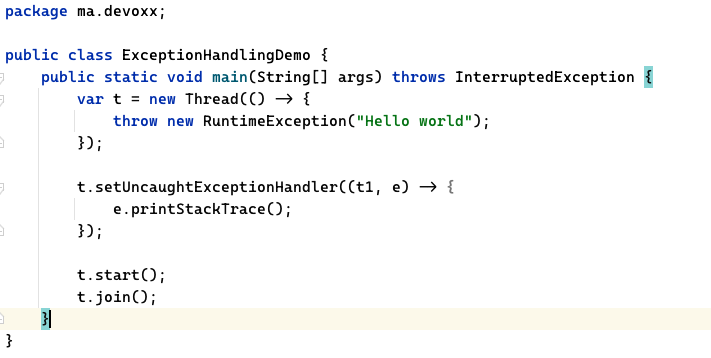 package ma.devoxx;

public class ExceptionHandlingDemo {
    public static void main(String[] args) throws InterruptedException {
        var t = new Thread(() -> {
            throw new RuntimeException("Hello world");
        });

        t.setUncaughtExceptionHandler((t1, e) -> {
            e.printStackTrace();
        });

        t.start();
        t.join();
    }
}